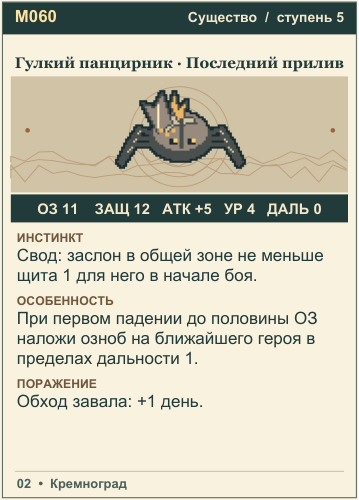 M060
Существо / ступень 5
Гулкий панцирник · Последний прилив
ОЗ 11 ЗАЩ 12 АТК +5 УР 4 ДАЛЬ 0
ИНСТИНКТ
Свод: заслон в общей зоне не меньше
щита 1 для него в начале боя.
ОСОБЕННОСТЬ
При первом падении до половины ОЗ
наложи озноб на ближайшего героя в
пределах дальности 1.
ПОРАЖЕНИЕ
Обход завала: +1 день.
02 • Кремноград